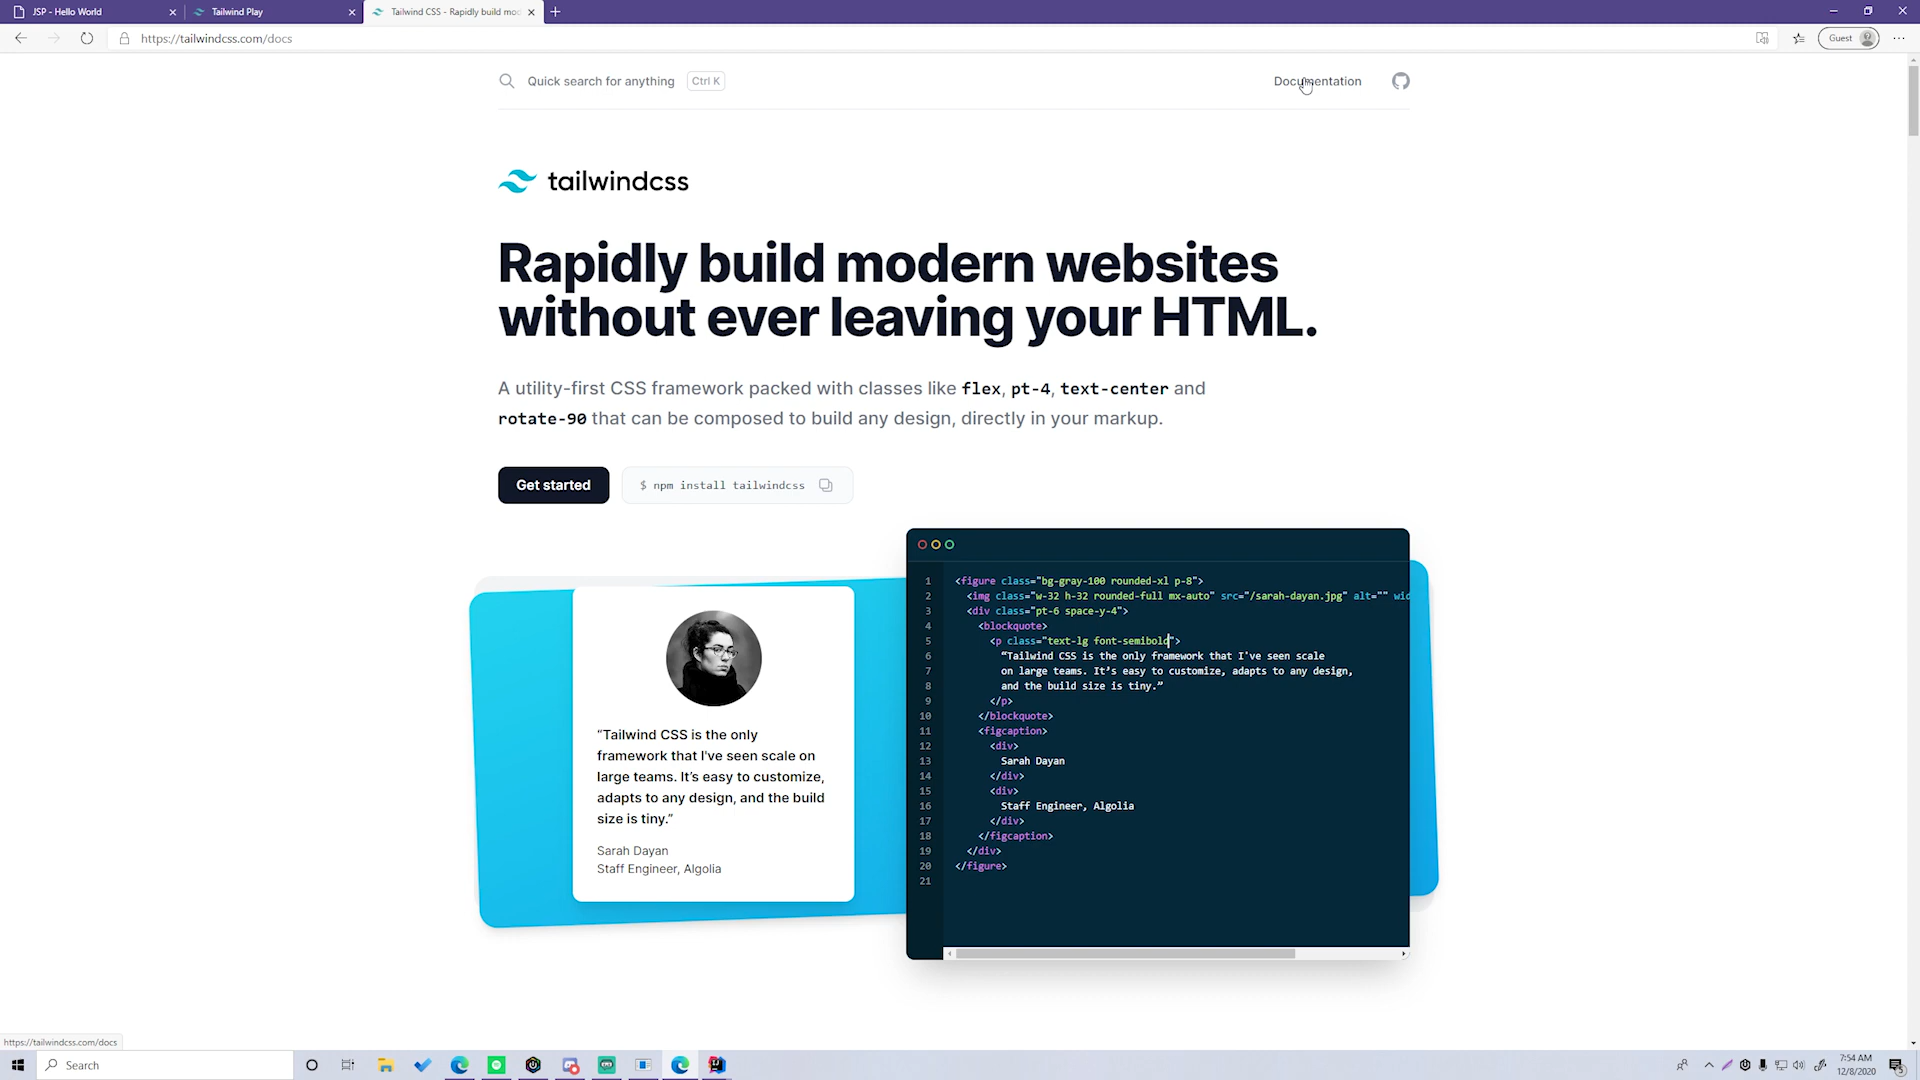 JSP - Hello World
Tailwind Play
Tailwind CSS - Rapidly build mod
https://tailwindcss.com/docs
Guest
Quick search for anything
Ctrl K
Documentation
tailwindcss
Rapidly build modern websites
without ever leaving your HTML.
A utility-first CSS framework packed with classes like flex, pt-4, text-center and
rotate-90 that can be composed to build any design, directly in your markup.
Get started
$ npm install tailwindcss
“Tailwind CSS is the only
framework that I've seen scale on
large teams. It’s easy to customize,
adapts to any design, and the build
size is tiny.”
Sarah Dayan
Staff Engineer, Algolia
1 <figure class="bg-gray-100 rounded-xl p-8">
2 <img class="w-32 h-32 rounded-full mx-auto" src="/sarah-dayan.jpg" alt="" wid
3 <div class="pt-6 space-y-4">
4 <blockquote>
5 <p class="text-lg font-semibold">
6 “Tailwind CSS is the only framework that I've seen scale
7 on large teams. It’s easy to customize, adapts to any design,
8 and the build size is tiny.”
9 </p>
10 </blockquote>
11 <figcaption>
12 <div>
13 Sarah Dayan
14 </div>
15 <div>
16 Staff Engineer, Algolia
17 </div>
18 </figcaption>
19 </div>
20 </figure>
21
https://tailwindcss.com/docs
Search
7:54 AM
12/8/2020